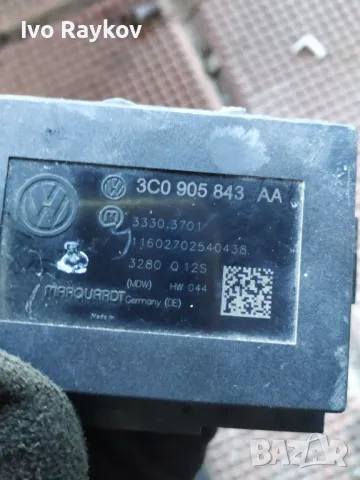 Ivo Raykov
3C0 905 843 AA
3330.3701
11602702540438
3280 Q 12S
MARQUARDT (MDW) HW 044
Germany (DE)
Made in
BAZAR